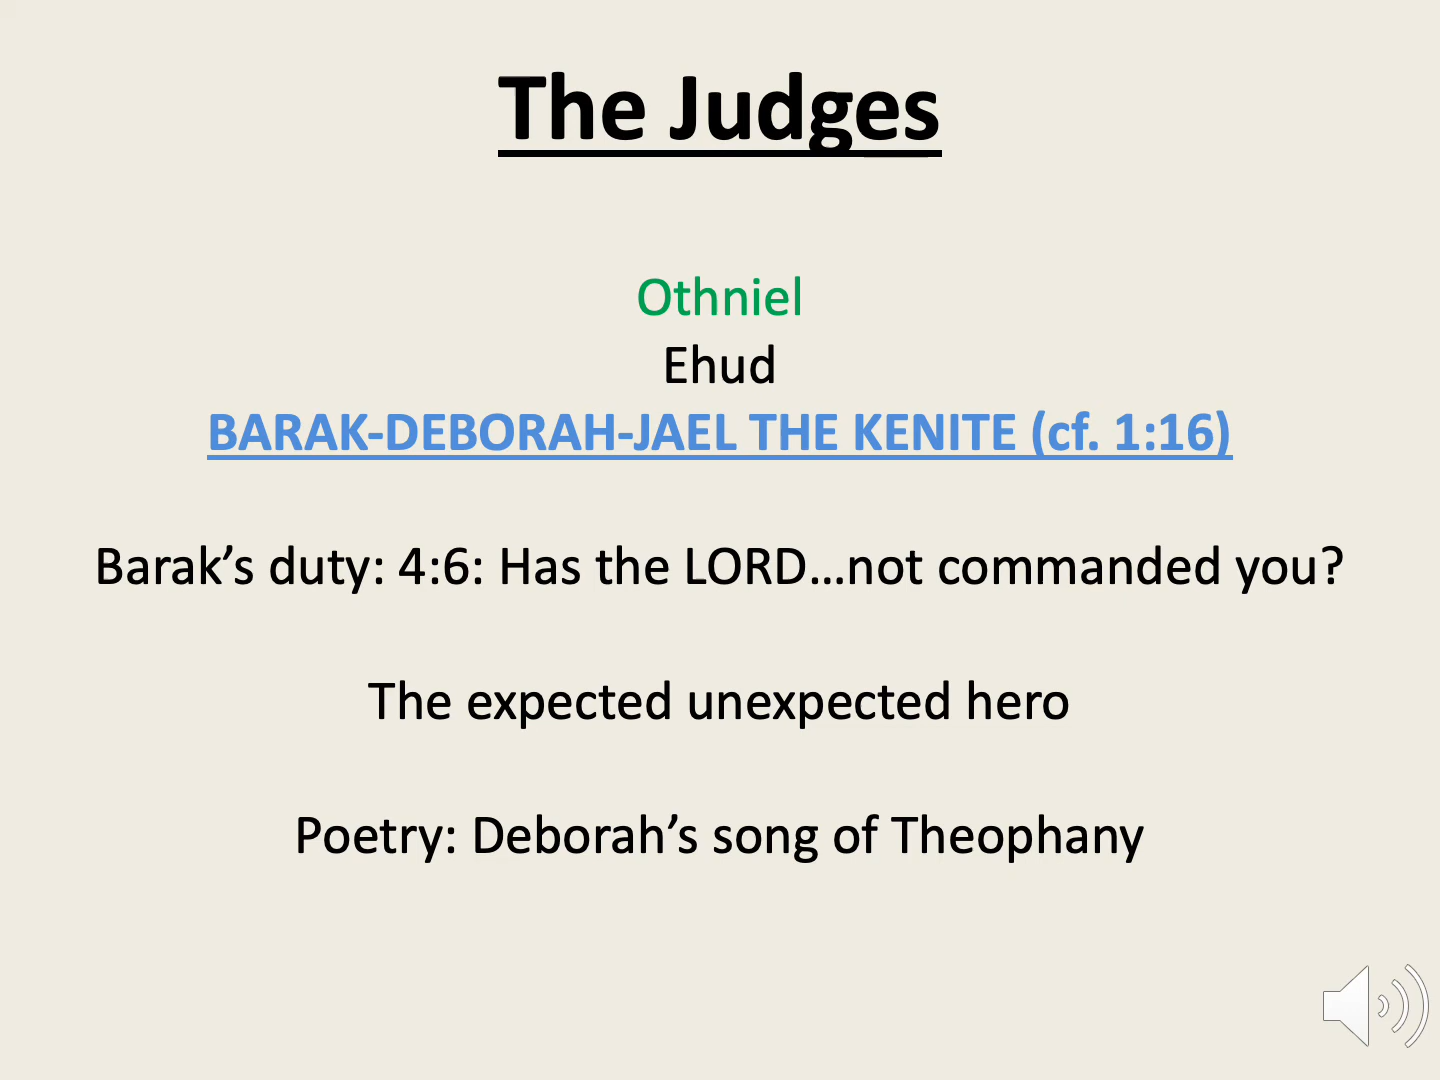 The Judges
Othniel
Ehud
BARAK-DEBORAH-JAEL THE KENITE (cf. 1:16)
Barak’s duty: 4:6: Has the LORD…not commanded you?
The expected unexpected hero
Poetry: Deborah’s song of Theophany